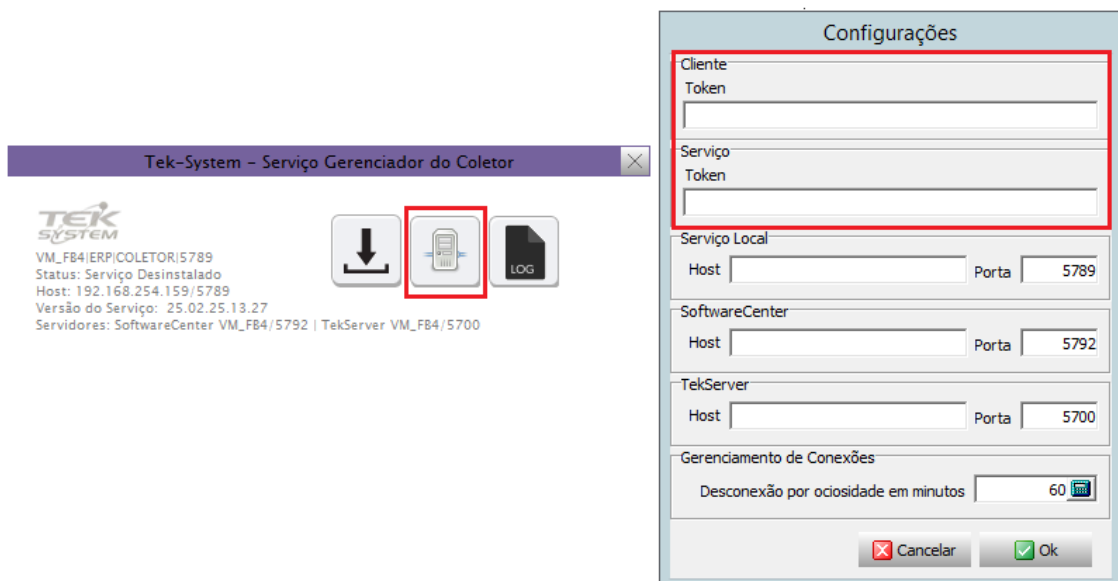 Tek-System - Serviço Gerenciador do Coletor
TEK
SYSTEM
VM_FB4|ERP|COLETOR|5789
Status: Serviço Desinstalado
Host: 192.168.254.159/5789
Versão do Serviço: 25.02.25.13.27
Servidores: SoftwareCenter VM_FB4/5792 | TekServer VM_FB4/5700
LOG
Configurações
Cliente
Token
Serviço
Token
Serviço Local
Host Porta 5789
SoftwareCenter
Host Porta 5792
TekServer
Host Porta 5700
Gerenciamento de Conexões
Desconexão por ociosidade em minutos 60
Cancelar Ok